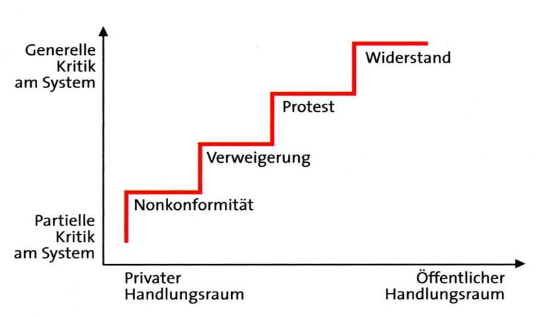 Generelle
Kritik
am System
Widerstand
Protest
Verweigerung
Nonkonformität
Partielle
Kritik
am System
Privater
Handlungsraum
Öffentlicher
Handlungsraum